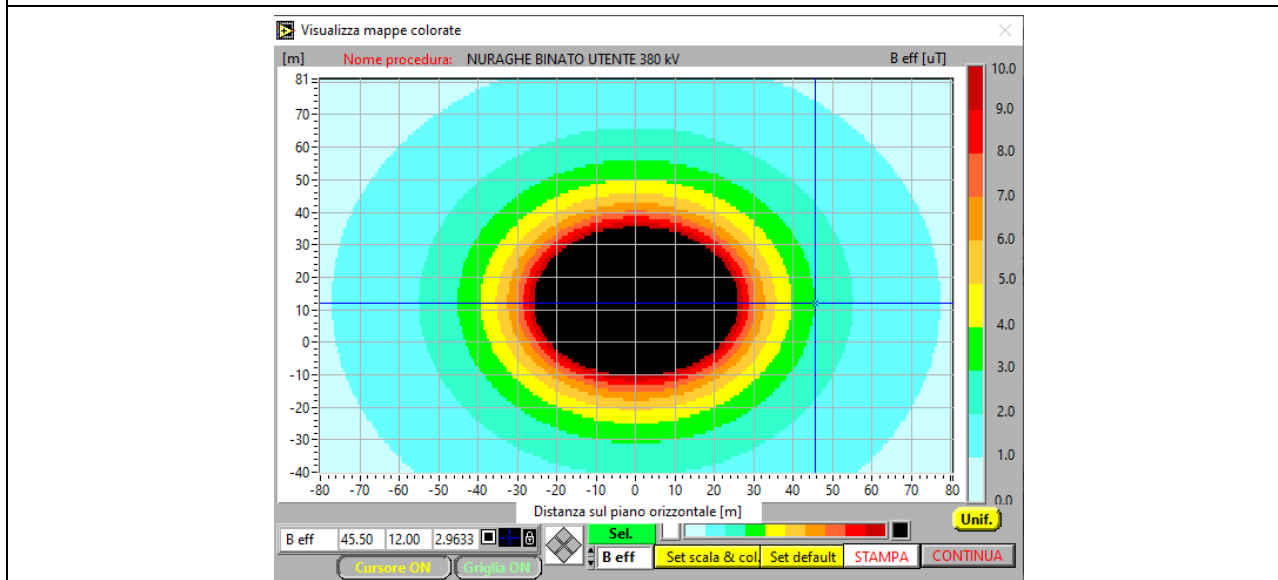 Visualizza mappe colorate
[m] Nome procedura: NURAGHE BINATO UTENTE 380 kV B eff [uT]
81
70
60
50
40
30
20
10
0
-10
-20
-30
-40
-80 -70 -60 -50 -40 -30 -20 -10 0 10 20 30 40 50 60 70 80
10.0
9.0
8.0
7.0
6.0
5.0
4.0
3.0
2.0
1.0
0.0
Distanza sul piano orizzontale [m]
Unif.
B eff 45.50 12.00 2.9633
Sel.
B eff Set scala & col. Set default STAMPA CONTINUA
Cursore ON Griglia ON